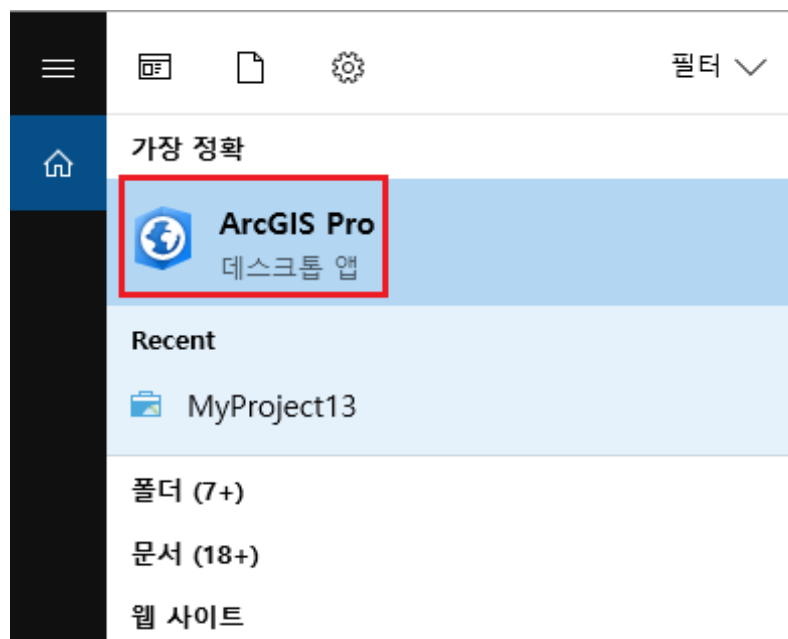 필터
가장 정확
ArcGIS Pro
데스크톱 앱
Recent
MyProject13
폴더 (7+)
문서 (18+)
웹 사이트